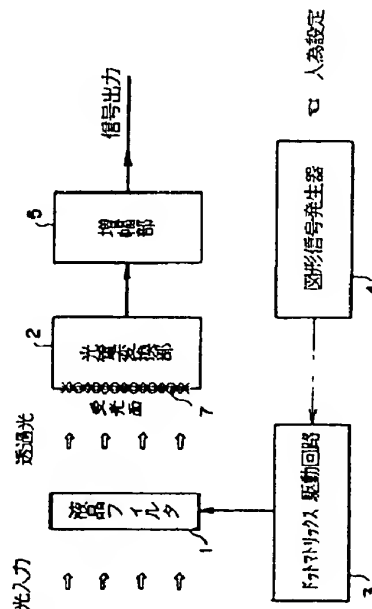 光入力
透過光
液晶フィルタ
1
受光面
7
光電変換部
2
増幅部
5
信号出力
ドットマトリックス駆動回路
3
図形信号発生器
4
人為設定